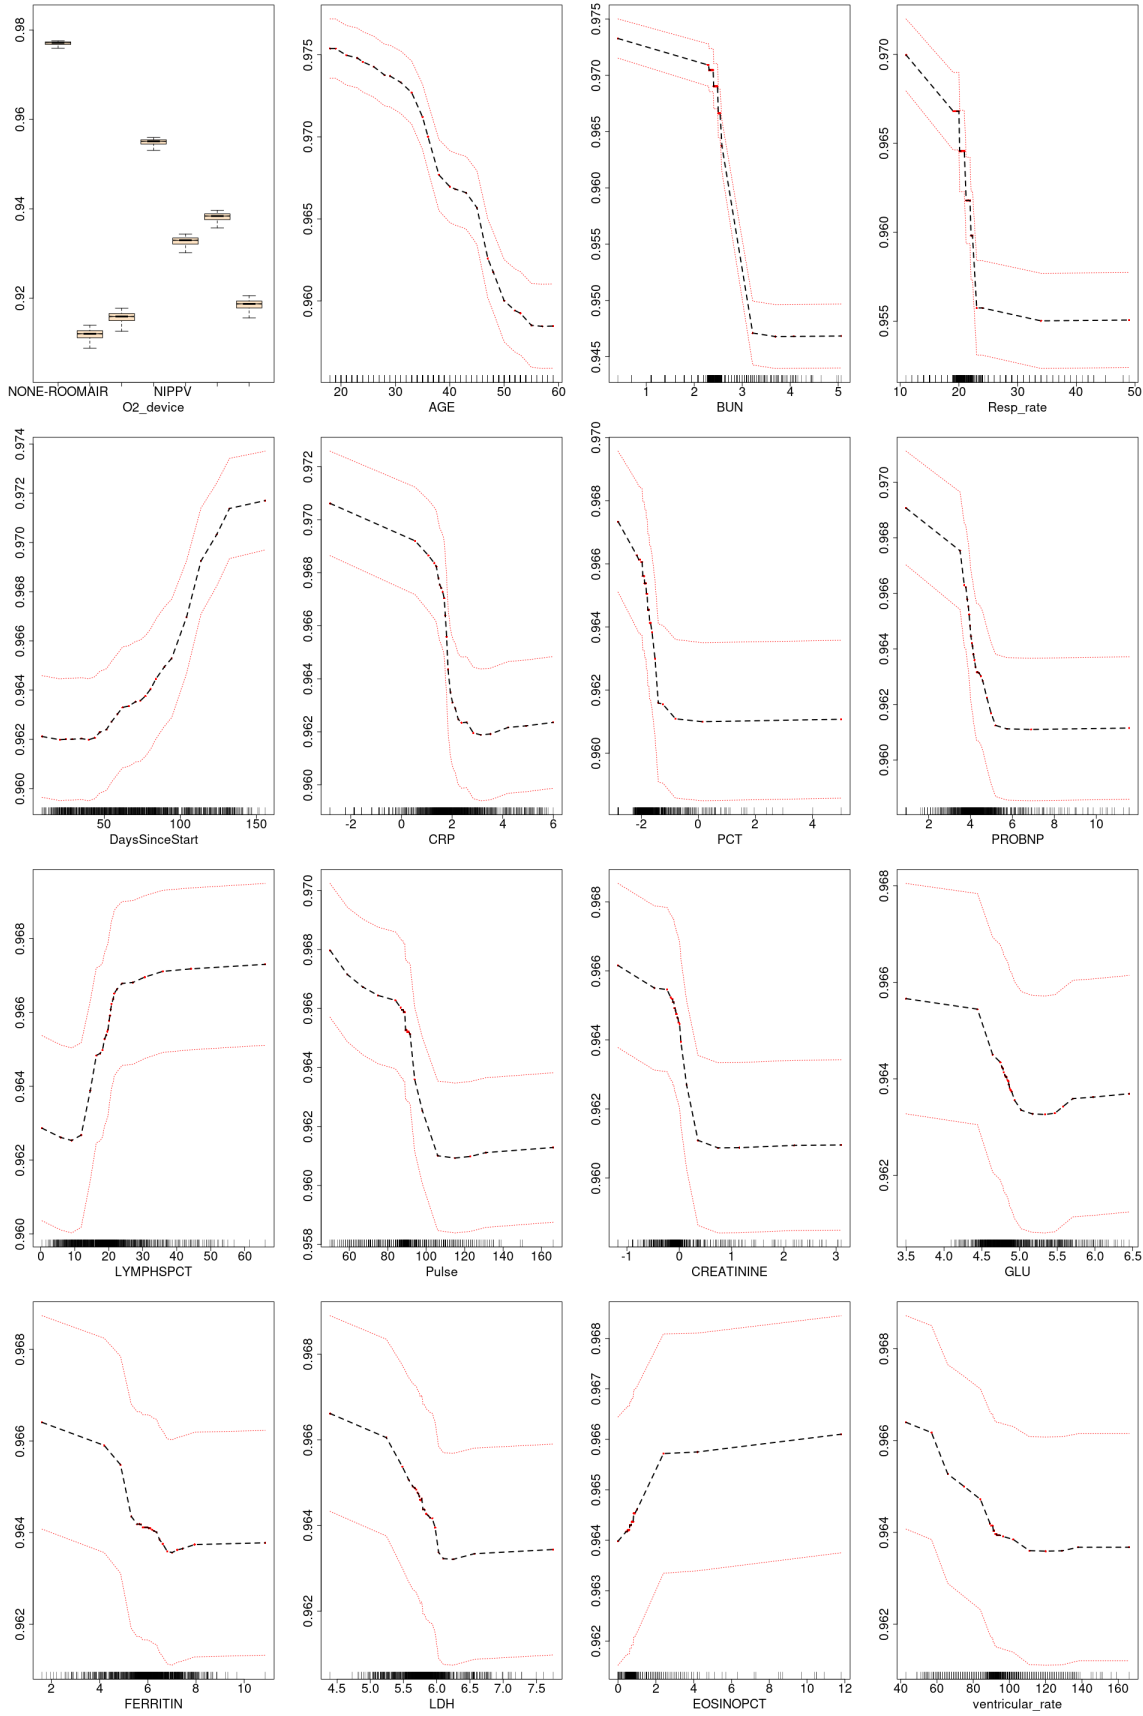 0.98
0.96
0.94
0.92
NONE-ROOMAIR NIPPV
O2_device
0.975
0.970
0.965
0.960
20 30 40 50 60
AGE
0.975
0.970
0.965
0.960
0.955
0.950
0.945
1 2 3 4 5
BUN
0.970
0.965
0.960
0.955
10 20 30 40 50
Resp_rate
0.974
0.972
0.970
0.968
0.966
0.964
0.962
0.960
50 100 150
DaysSinceStart
0.972
0.970
0.968
0.966
0.964
0.962
0.960
-2 0 2 4 6
CRP
0.970
0.968
0.966
0.964
0.962
0.960
-2 0 2 4
PCT
0.970
0.968
0.966
0.964
0.962
0.960
2 4 6 8 10
PROBNP
0.968
0.966
0.964
0.962
0.960
0 10 20 30 40 50 60
LYMPHSPCT
0.970
0.968
0.966
0.964
0.962
0.960
0.958
60 80 100 120 140 160
Pulse
0.968
0.966
0.964
0.962
0.960
-1 0 1 2 3
CREATININE
0.968
0.966
0.964
0.962
3.5 4.0 4.5 5.0 5.5 6.0 6.5
GLU
0.968
0.966
0.964
0.962
2 4 6 8 10
FERRITIN
0.968
0.966
0.964
0.962
4.5 5.0 5.5 6.0 6.5 7.0 7.5
LDH
0.968
0.967
0.966
0.965
0.964
0.963
0.962
0 2 4 6 8 10 12
EOSINOPCT
0.968
0.966
0.964
0.962
40 60 80 100 120 140 160
ventricular_rate